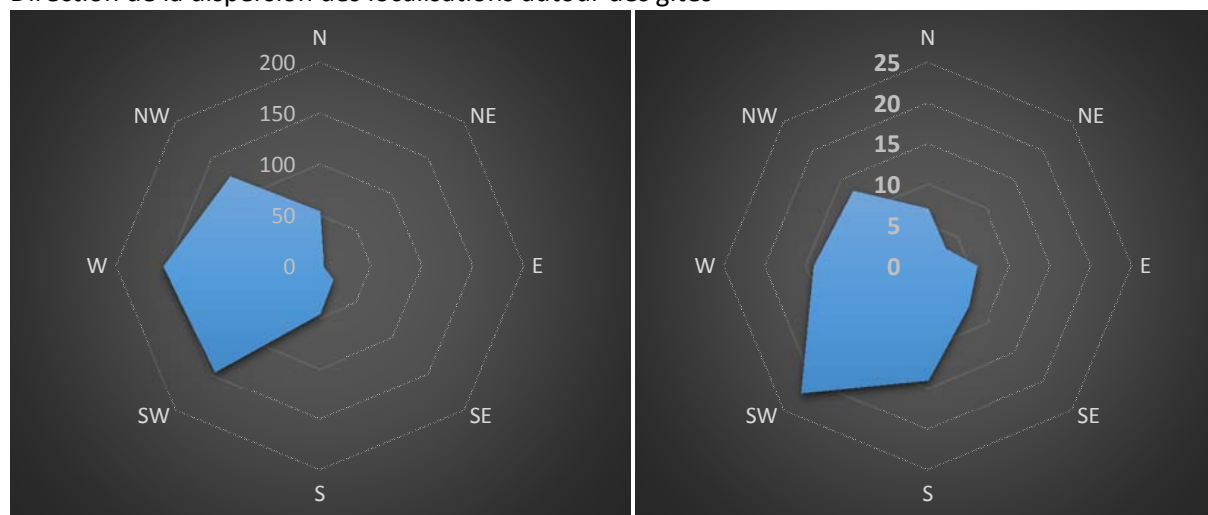 Direction de la dispersion des localisations autour des gîtes
N
200
NW
150
NE
100
50
W
0
E
SW
SE
S
N
25
NW
20
NE
15
10
5
W
0
E
SW
SE
S